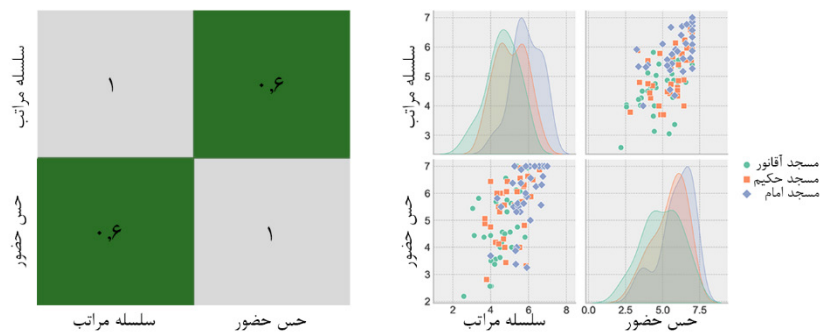 سلسله مراتب
۱
۰,۶
حس حضور
۰,۶
۱
سلسله مراتب
حس حضور
سلسله مراتب
7
6
5
4
3
حس حضور
7
6
5
4
3
2
2
4
6
8
0.0
2.5
5.0
7.5
سلسله مراتب
حس حضور
مسجد آقانور
مسجد حکیم
مسجد امام